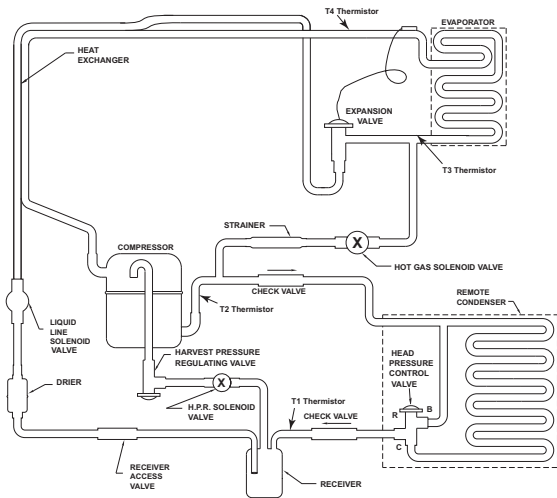 T4 Thermistor
EVAPORATOR
HEAT
EXCHANGER
EXPANSION
VALVE
T3 Thermistor
STRAINER
COMPRESSOR
X
HOT GAS SOLENOID VALVE
CHECK VALVE
REMOTE
CONDENSER
T2 Thermistor
LIQUID
LINE
SOLENOID
VALVE
HARVEST PRESSURE
REGULATING VALVE
HEAD
PRESSURE
CONTROL
VALVE
DRIER
X
H.P.R. SOLENOID
VALVE
T1 Thermistor
CHECK VALVE
R
B
C
RECEIVER
ACCESS
VALVE
RECEIVER